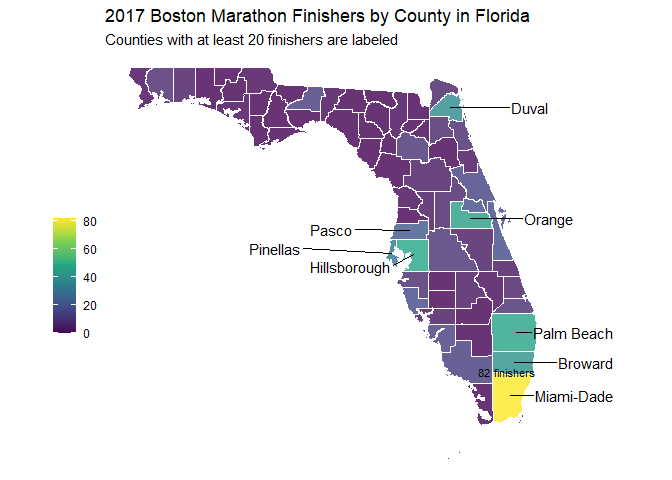 2017 Boston Marathon Finishers by County in Florida
Counties with at least 20 finishers are labeled
Duval
80
60
40
20
0
Orange
Pasco
Pinellas
Hillsborough
Palm Beach
Broward
82 finishers
Miami-Dade